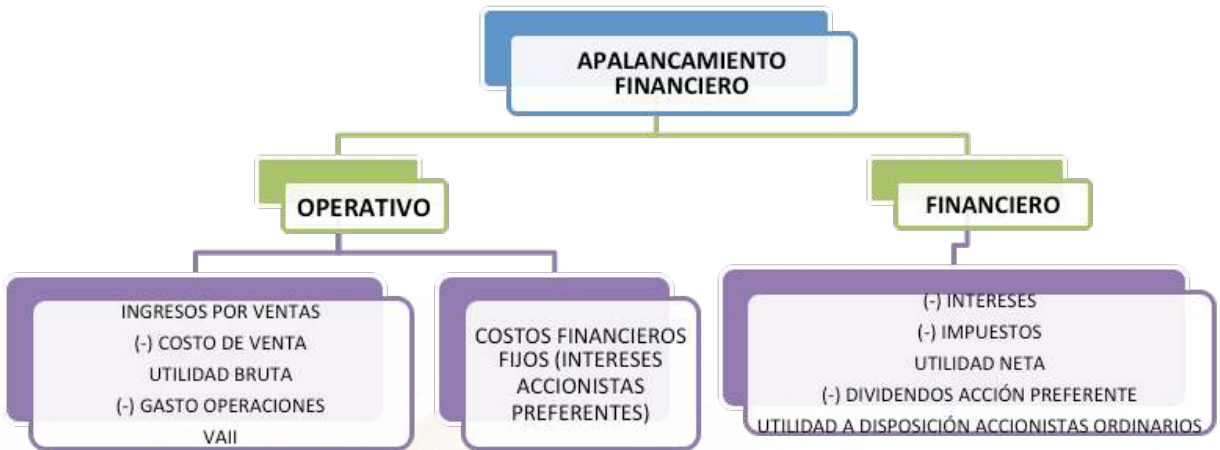 APALANCAMIENTO
FINANCIERO
OPERATIVO
FINANCIERO
INGRESOS POR VENTAS
(-) COSTO DE VENTA
UTILIDAD BRUTA
(-) GASTO OPERACIONES
VAII
COSTOS FINANCIEROS
FIJOS (INTERESES
ACCIONISTAS
PREFERENTES)
(-) INTERESES
(-) IMPUESTOS
UTILIDAD NETA
(-) DIVIDENDOS ACCIÓN PREFERENTE
UTILIDAD A DISPOSICIÓN ACCIONISTAS ORDINARIOS